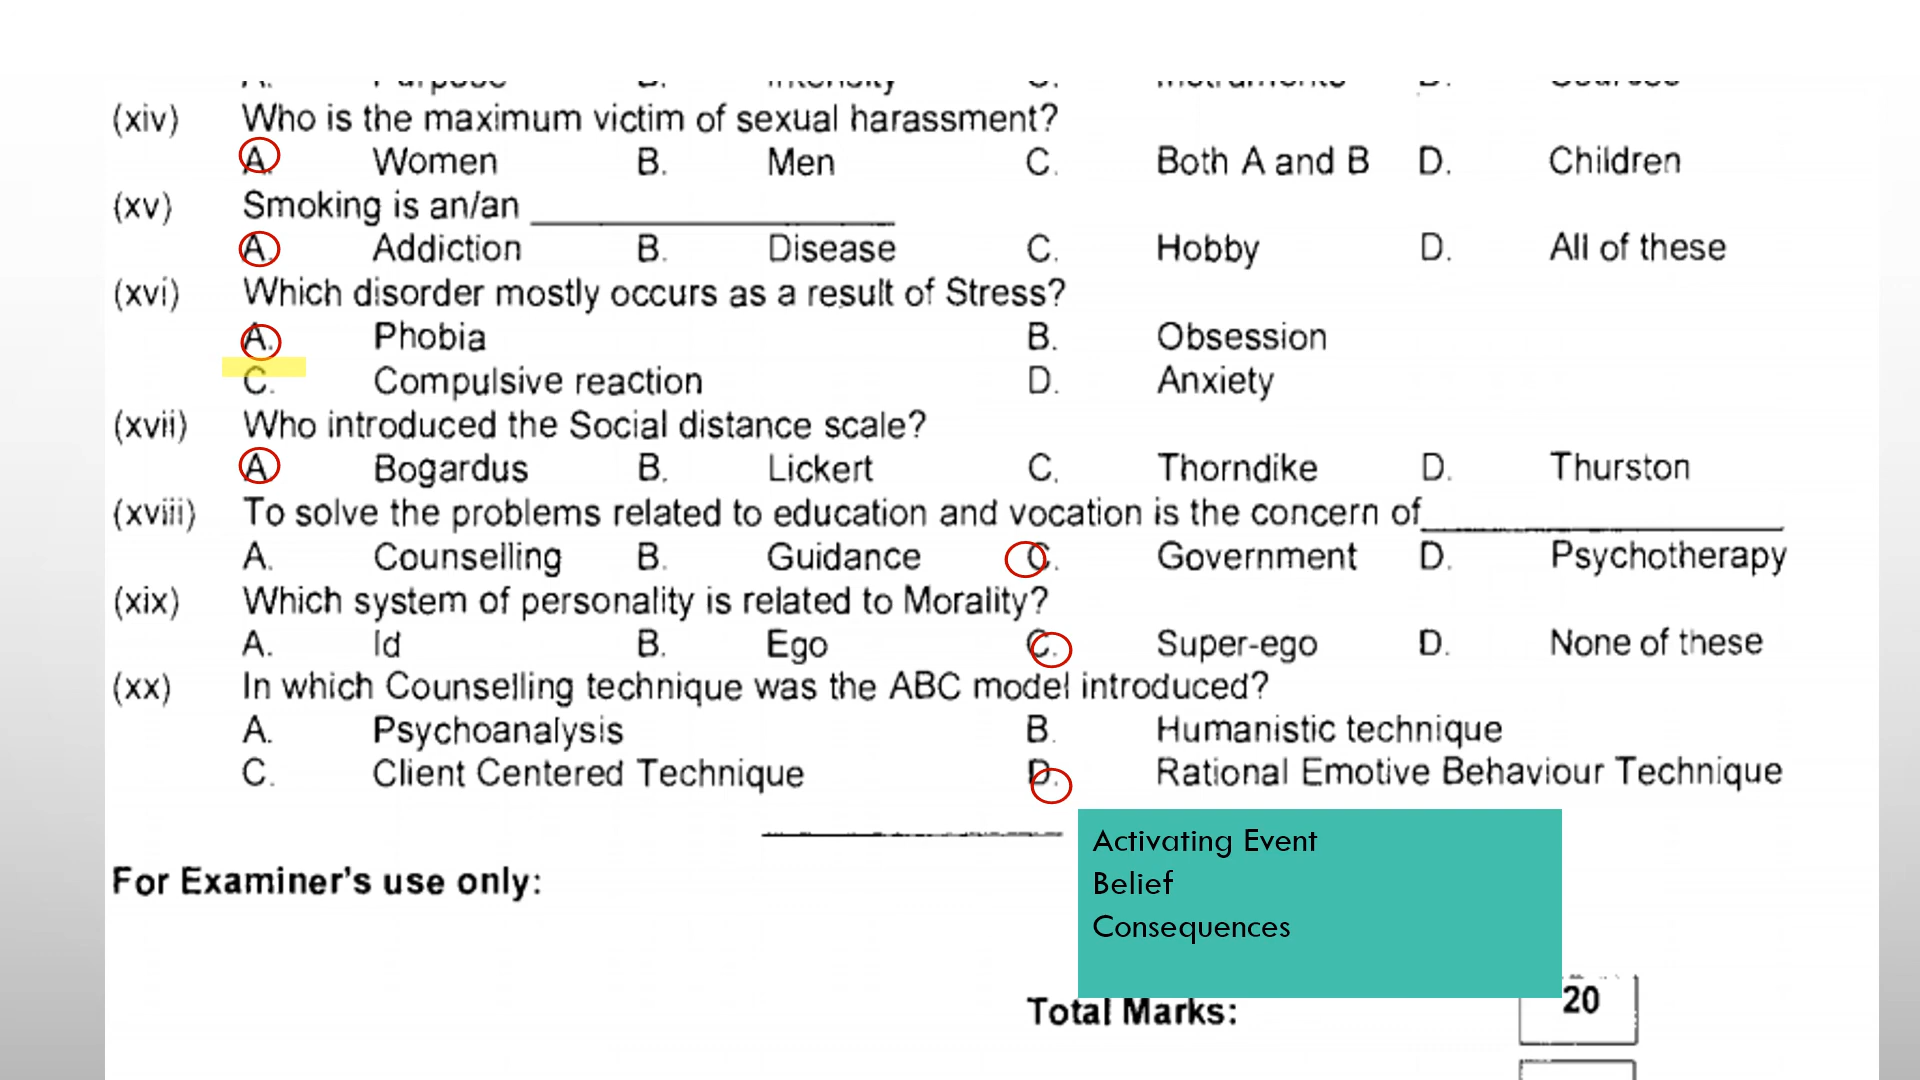 A. Purpose B. Intensity C. Instruments D. Sources
(xiv) Who is the maximum victim of sexual harassment?
A. Women B. Men C. Both A and B D. Children
(xv) Smoking is an/an ____________________
A. Addiction B. Disease C. Hobby D. All of these
(xvi) Which disorder mostly occurs as a result of Stress?
A. Phobia B. Obsession
C. Compulsive reaction D. Anxiety
(xvii) Who introduced the Social distance scale?
A. Bogardus B. Lickert C. Thorndike D. Thurston
(xviii) To solve the problems related to education and vocation is the concern of____________________
A. Counselling B. Guidance C. Government D. Psychotherapy
(xix) Which system of personality is related to Morality?
A. Id B. Ego C. Super-ego D. None of these
(xx) In which Counselling technique was the ABC model introduced?
A. Psychoanalysis B. Humanistic technique
C. Client Centered Technique D. Rational Emotive Behaviour Technique
Activating Event
Belief
Consequences
For Examiner's use only:
Total Marks: 20